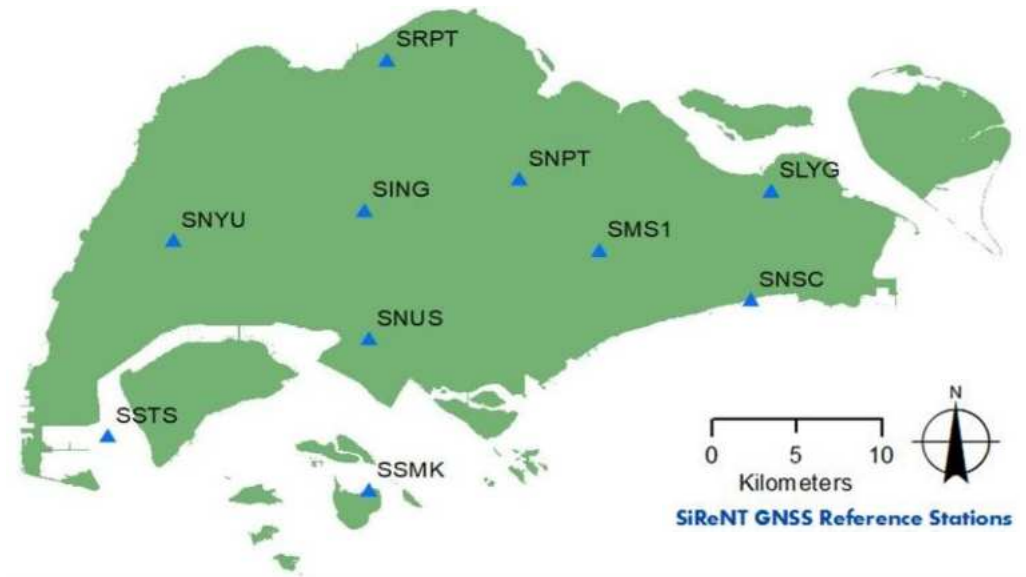 SRPT
SNPT
SLYG
SING
SNYU
SMS1
SNSC
SNUS
SSTS
SSMK
N
0 5 10
Kilometers
SiReNT GNSS Reference Stations